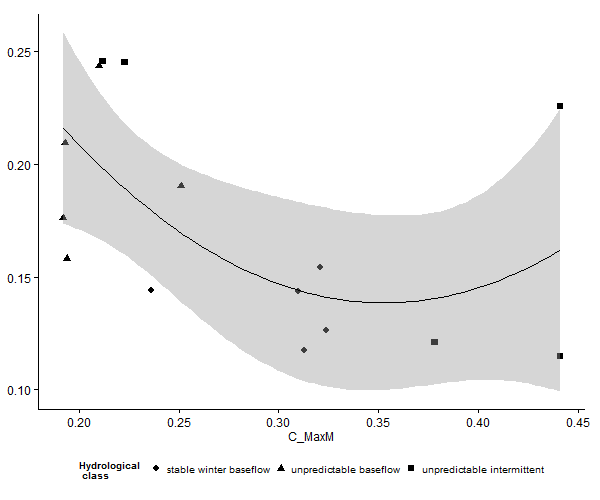 0.25
0.20
0.15
0.10
0.20 0.25 0.30 0.35 0.40 0.45
C_MaxM
Hydrological
class
stable winter baseflow unpredictable baseflow unpredictable intermittent